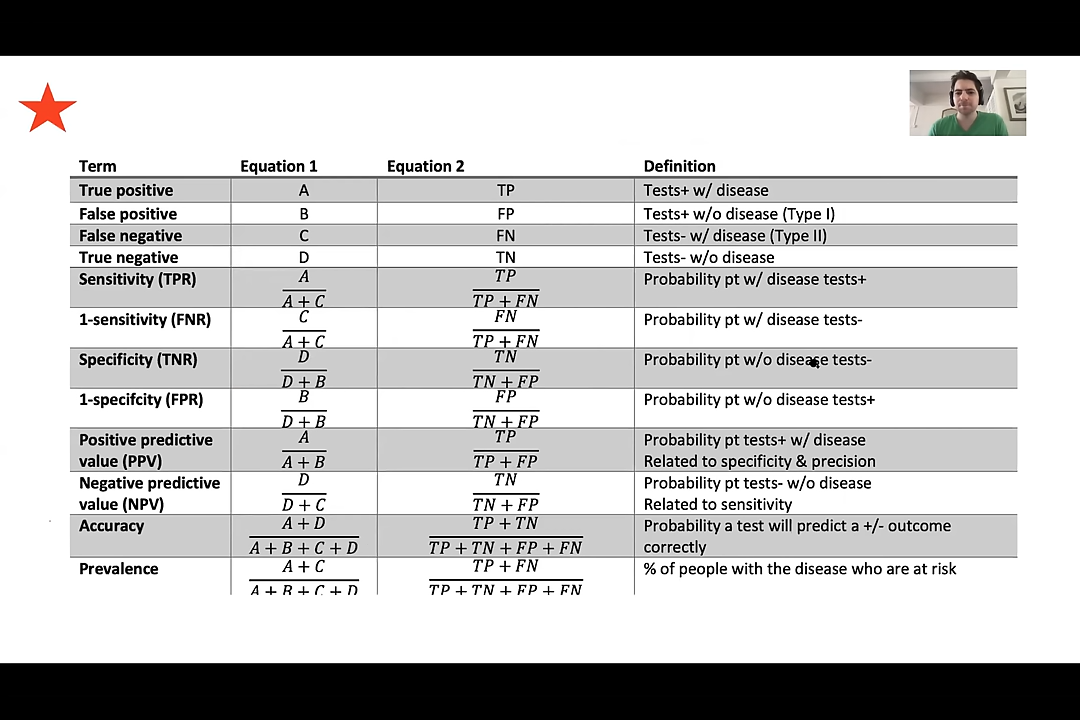 Term Equation 1 Equation 2 Definition
True positive A TP Tests+ w/ disease
False positive B FP Tests+ w/o disease (Type I)
False negative C FN Tests- w/ disease (Type II)
True negative D TN Tests- w/o disease
Sensitivity (TPR) A TP Probability pt w/ disease tests+
A + C TP + FN
1-sensitivity (FNR) C FN Probability pt w/ disease tests-
A + C TP + FN
Specificity (TNR) D TN Probability pt w/o disease tests-
D + B TN + FP
1-specifcity (FPR) B FP Probability pt w/o disease tests+
D + B TN + FP
Positive predictive A TP Probability pt tests+ w/ disease
value (PPV) A + B TP + FP Related to specificity & precision
Negative predictive D TN Probability pt tests- w/o disease
value (NPV) D + C TN + FP Related to sensitivity
Accuracy A + D TP + TN Probability a test will predict a +/- outcome
A + B + C + D TP + TN + FP + FN correctly
Prevalence A + C TP + FN % of people with the disease who are at risk
A + B + C + D TP + TN + FP + FN